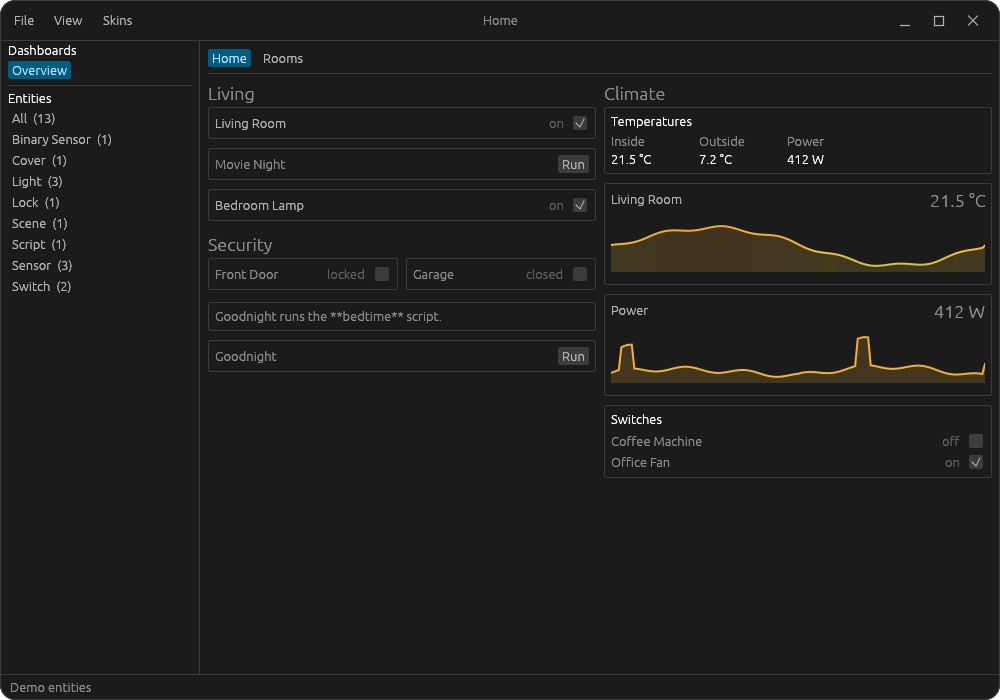 File View Skins
Home
Dashboards
Overview
Entities
All (13)
Binary Sensor (1)
Cover (1)
Light (3)
Lock (1)
Scene (1)
Script (1)
Sensor (3)
Switch (2)
Home Rooms
Living
Living Room on
Movie Night Run
Bedroom Lamp on
Security
Front Door locked
Garage closed
Goodnight runs the **bedtime** script.
Goodnight Run
Climate
Temperatures
Inside Outside Power
21.5 °C 7.2 °C 412 W
Living Room 21.5 °C
Power 412 W
Switches
Coffee Machine off
Office Fan on
Demo entities